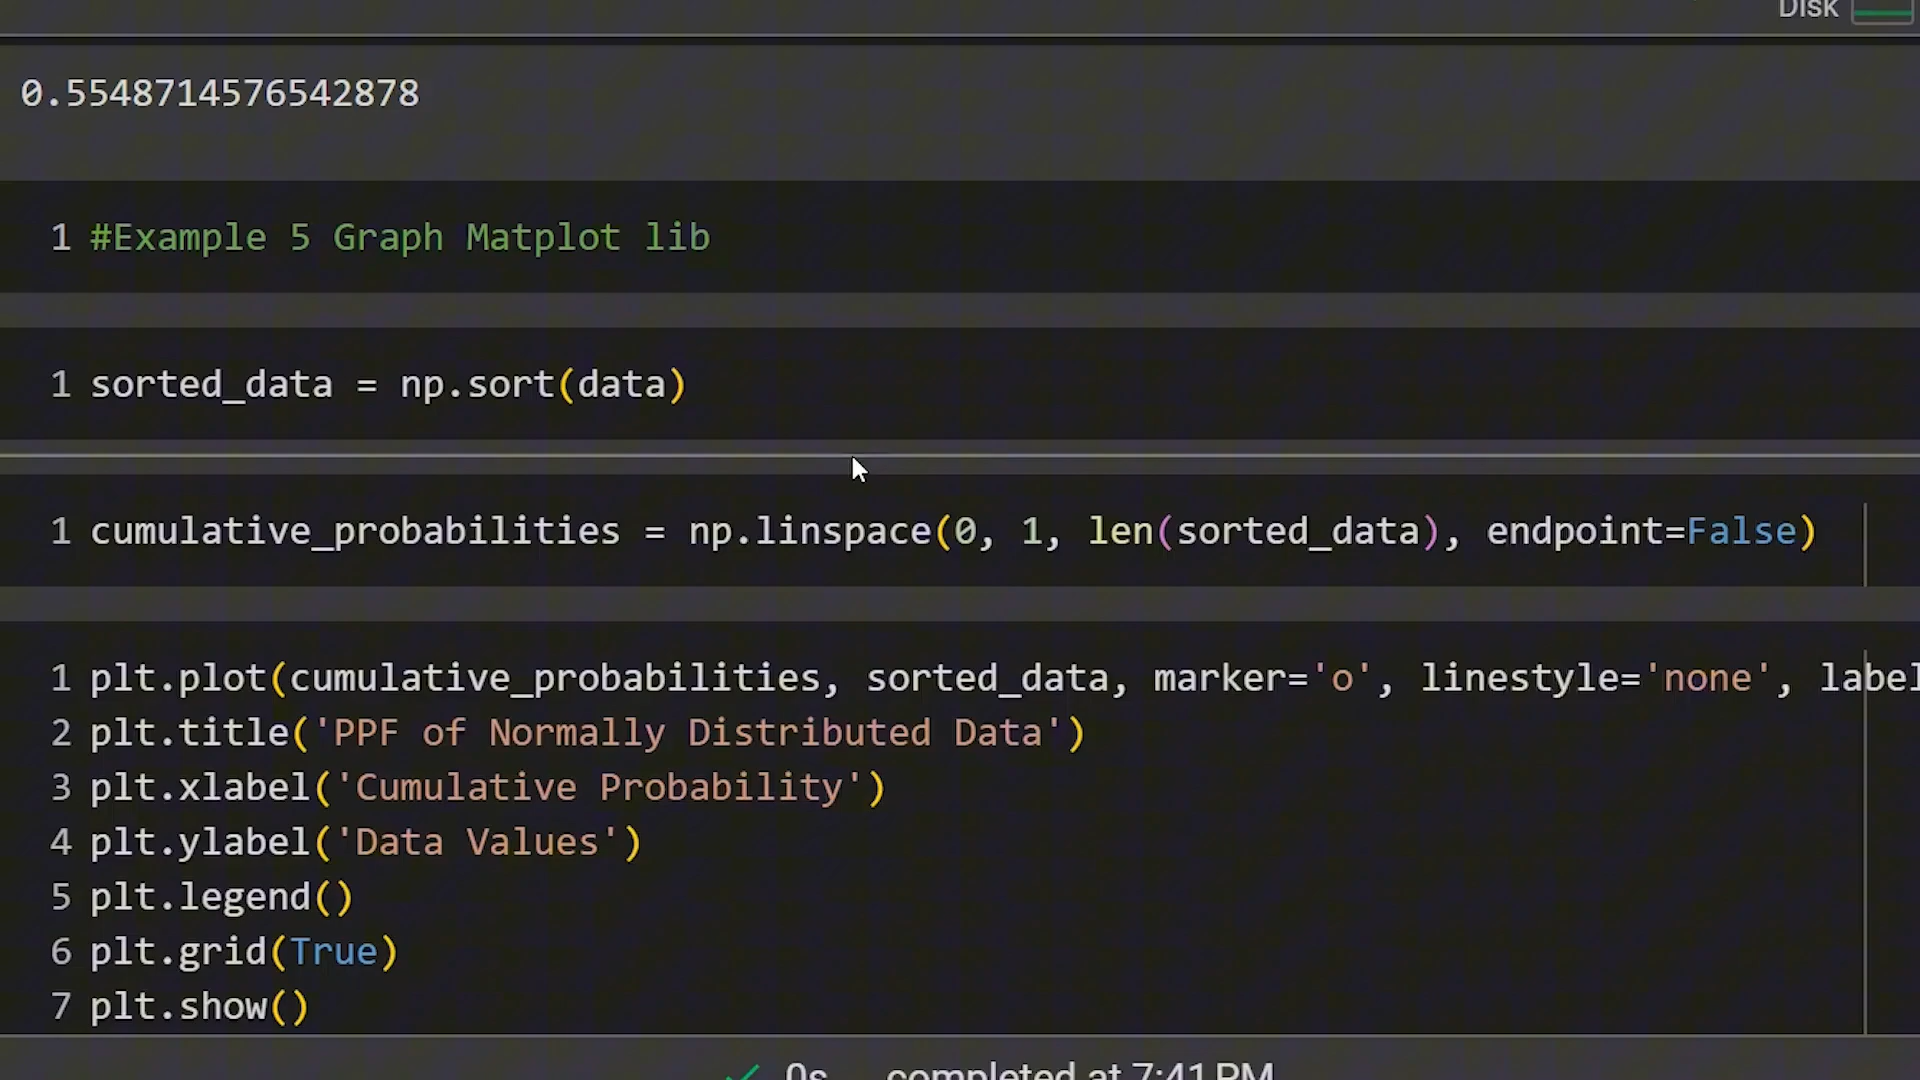 Disk
0.5548714576542878
1 #Example 5 Graph Matplot lib
1 sorted_data = np.sort(data)
1 cumulative_probabilities = np.linspace(0, 1, len(sorted_data), endpoint=False)
1 plt.plot(cumulative_probabilities, sorted_data, marker='o', linestyle='none', label
2 plt.title('PPF of Normally Distributed Data')
3 plt.xlabel('Cumulative Probability')
4 plt.ylabel('Data Values')
5 plt.legend()
6 plt.grid(True)
7 plt.show()
0s completed at 7:41 PM